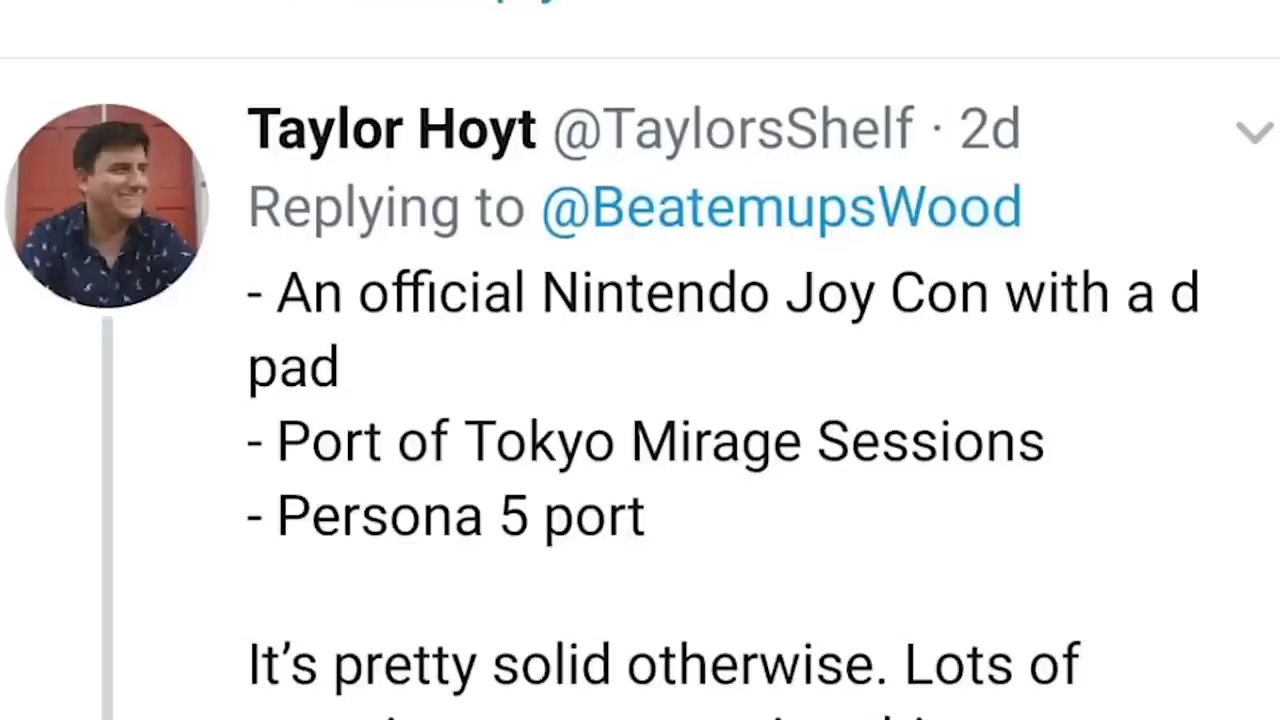 Taylor Hoyt @TaylorsShelf · 2d
Replying to @BeatemupsWood
- An official Nintendo Joy Con with a d
pad
- Port of Tokyo Mirage Sessions
- Persona 5 port
It’s pretty solid otherwise. Lots of